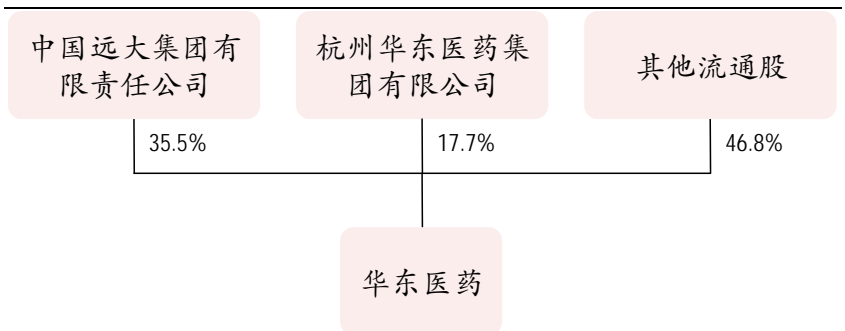 中国远大集团有
限责任公司
杭州华东医药集
团有限公司
其他流通股
35.5%
17.7%
46.8%
华东医药